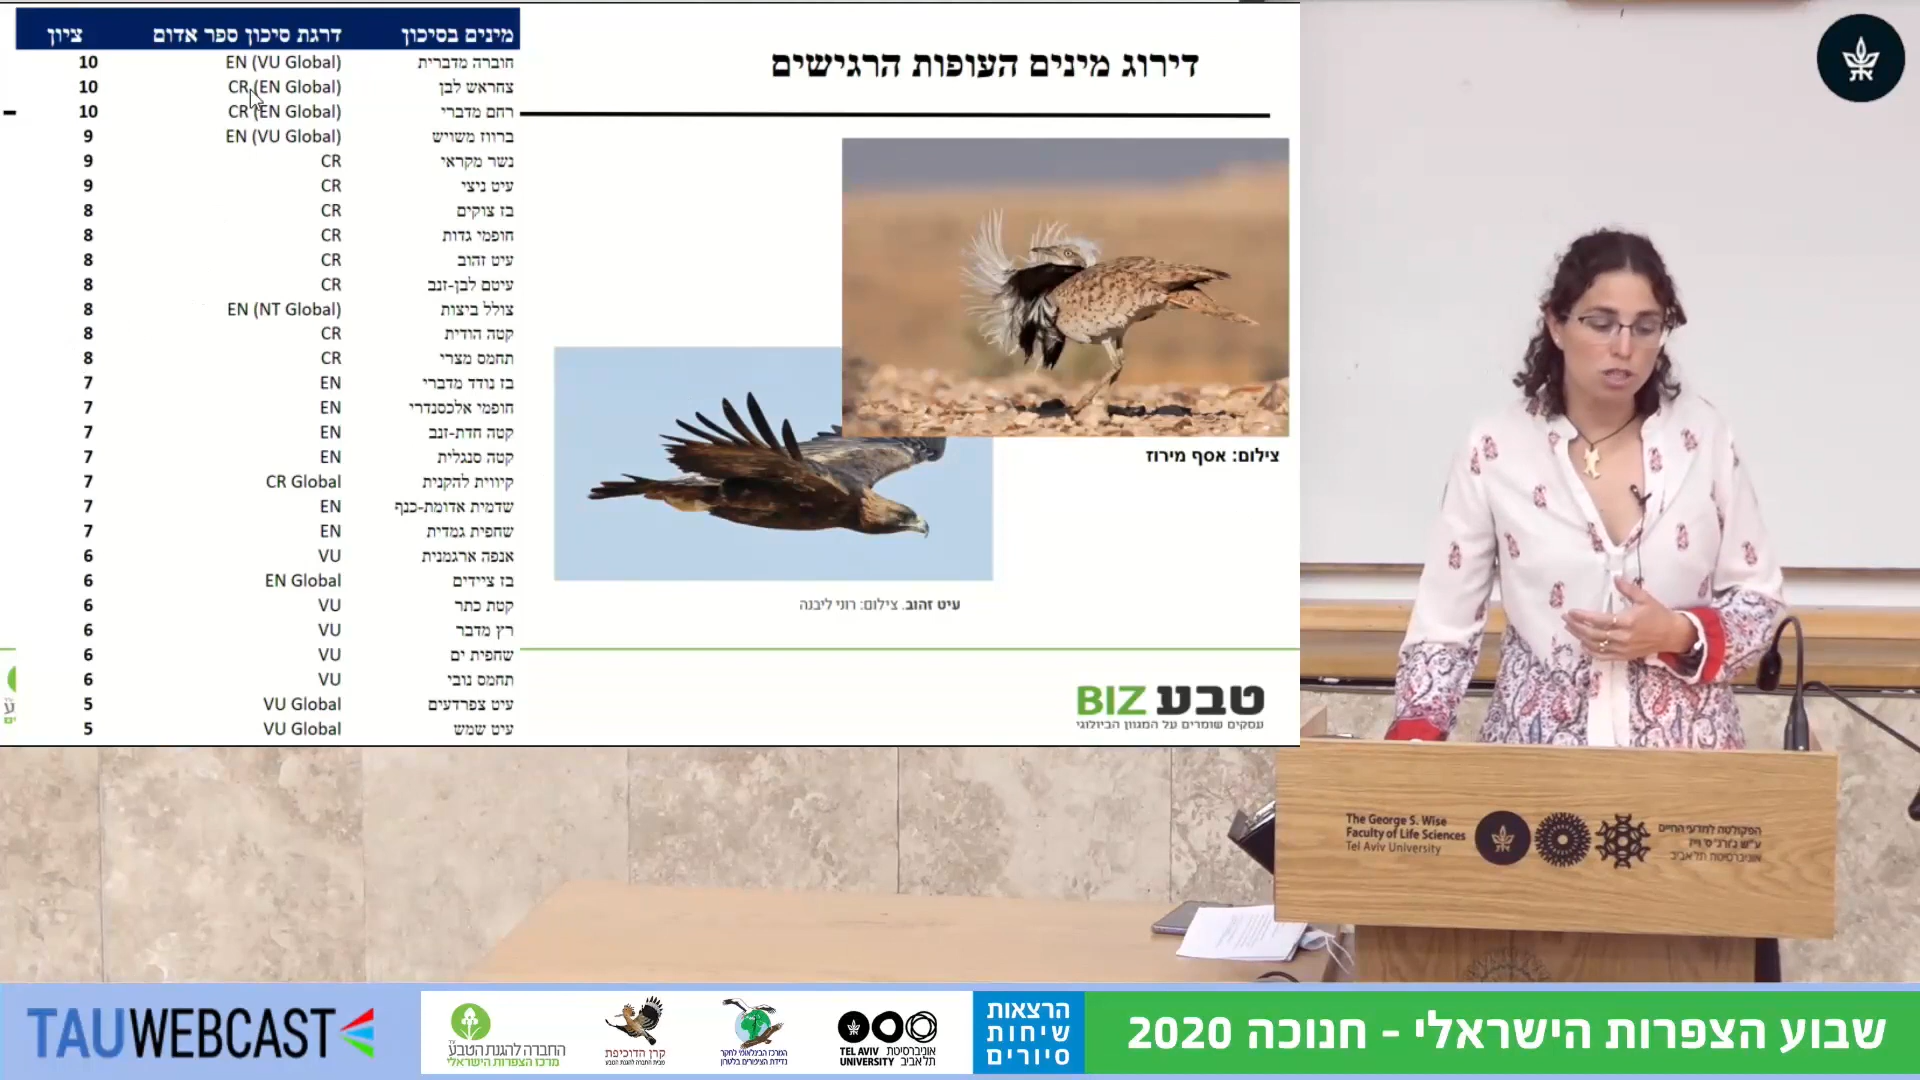 דירוג מינים העופות הרגישים
מינים בסיכון דרגת סיכון ספר אדום ציון
חוברה מדברית EN (VU Global) 10
צחראש לבן CR (EN Global) 10
רחם מדברי CR (EN Global) 10
ברווז משויש EN (VU Global) 9
נשר מקראי CR 9
עיט ניצי CR 9
בז צוקים CR 8
חופמי גדות CR 8
עיט זהוב CR 8
עיטם לבן-זנב CR 8
צולל ביצות EN (NT Global) 8
קטה הודית CR 8
תחמס מצרי CR 8
בז נודד מדברי EN 7
חופמי אלכסנדרי EN 7
קטה חדת-זנב EN 7
קטה סנגלית EN 7
קיווית להקנית CR Global 7
שדמית אדומת-כנף EN 7
שחפית גמדית EN 7
אנפה ארגמנית VU 6
בז ציידים EN Global 6
קטת כתר VU 6
רץ מדבר VU 6
שחפית ים VU 6
תחמס נובי VU 6
עיט צפרדעים VU Global 5
עיט שמש VU Global 5
צילום: אסף מירוז
עיט זהוב. צילום: רוני ליבנה
טבע BIZ
עסקים שומרים על המגוון הביולוגי
The George S. Wise
Faculty of Life Sciences
Tel Aviv University
הפקולטה למדעי החיים
ע"ש ג'ורג' ס' וייז
אוניברסיטת תל אביב
שבוע הצפרות הישראלי - חנוכה 2020
הרצאות
שיחות
סיורים
TEL AVIV UNIVERSITY
אוניברסיטת תל אביב
המרכז הבינלאומי לחקר
נדידת הציפורים בלטרון
קרן הדוכיפת
החברה להגנת הטבע
מרכז הצפרות הישראלי
TAUWEBCAST